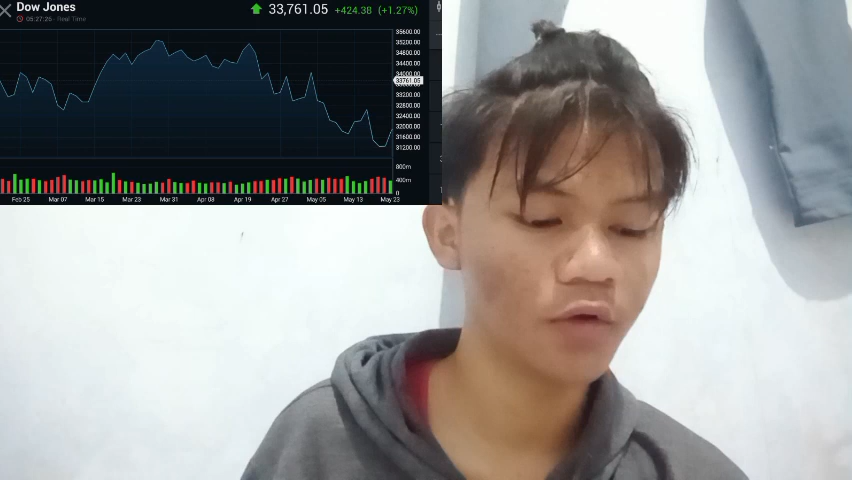 Dow Jones
33,761.05 +424.38 (+1.27%)
05:27:26 - Real Time
35600.00
35200.00
34800.00
34400.00
34000.00
33761.05
33200.00
32800.00
32400.00
32000.00
31600.00
31200.00
800m
400m
0
Feb 25 Mar 07 Mar 15 Mar 23 Mar 31 Apr 08 Apr 19 Apr 27 May 05 May 13 May 23